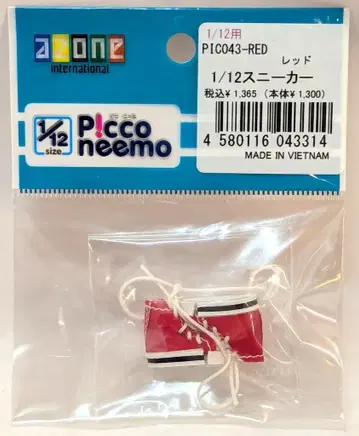 azone
international
1/12用
PIC043-RED
レッド
1/12スニーカー
税込¥ 1,365 (本体¥ 1,300)
4 580116 043314
MADE IN VIETNAM
1/12
size
P!cco
neemo